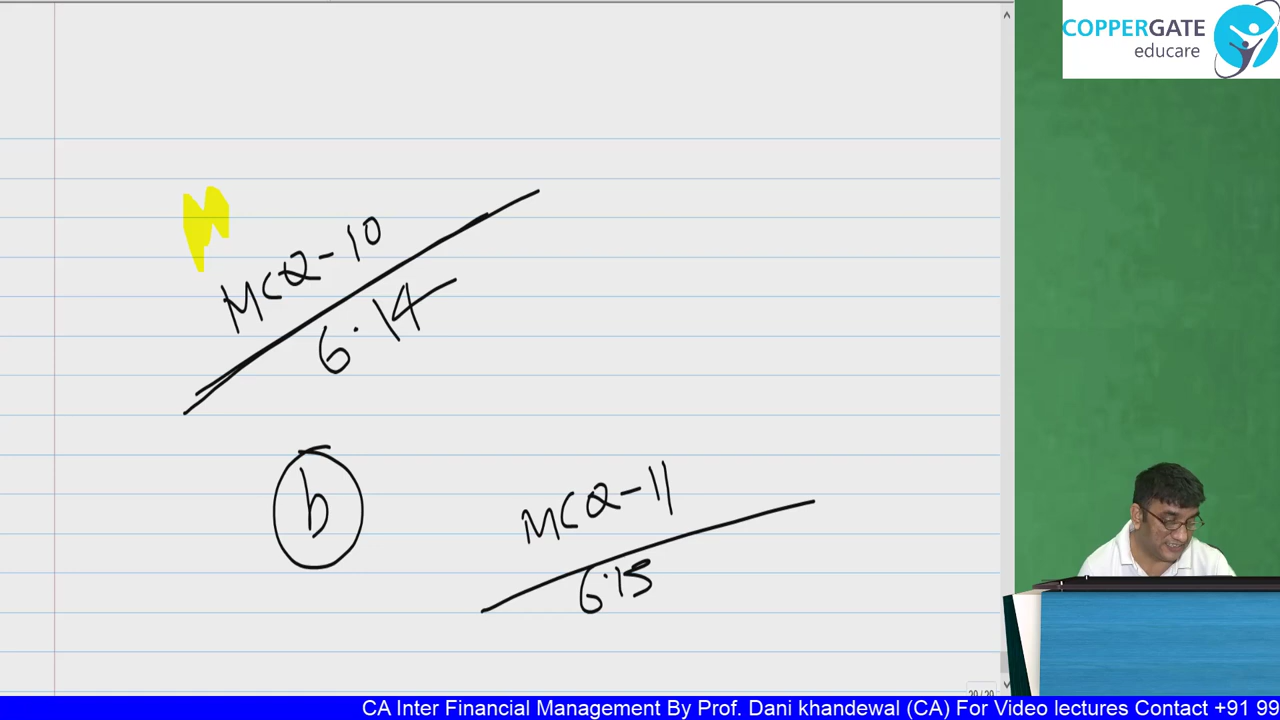 COPPERGATE
educare
MCQ-10
6.14
b
MCQ-11
6.15
CA Inter Financial Management By Prof. Dani khandewal (CA) For Video lectures Contact +91 99